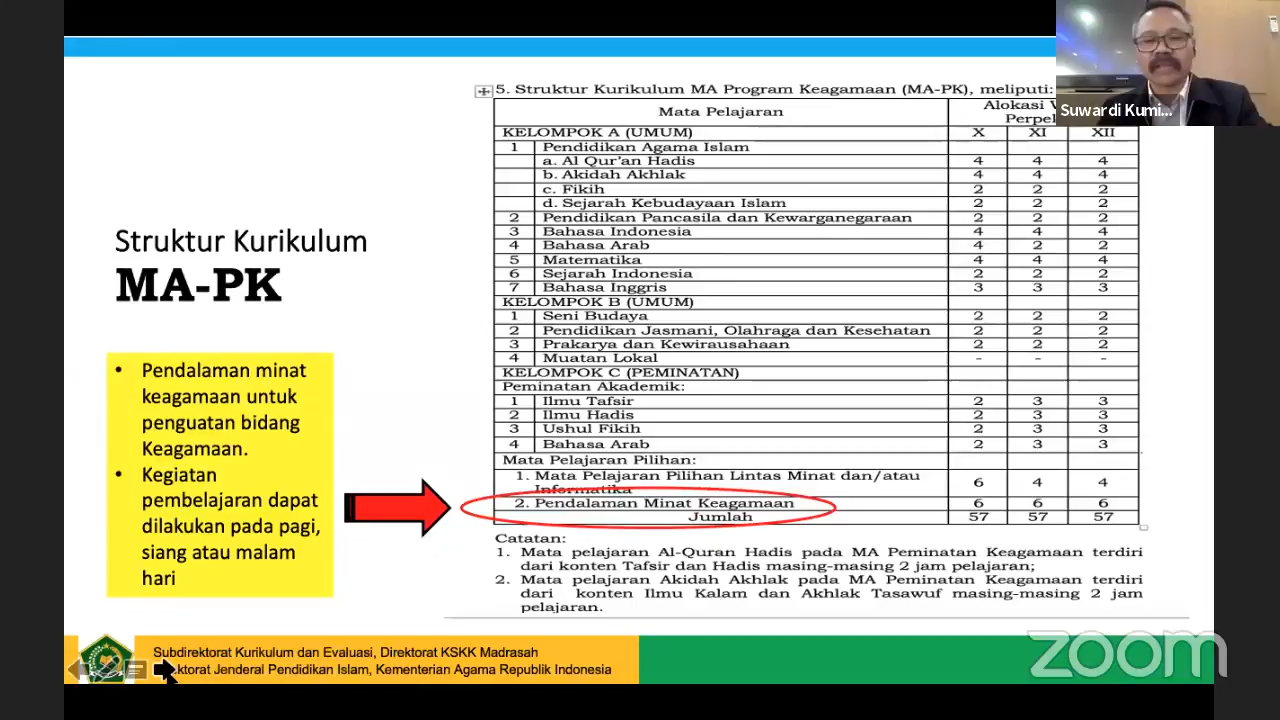 Suwardi Kumi...
Struktur Kurikulum
MA-PK
• Pendalaman minat
keagamaan untuk
penguatan bidang
Keagamaan.
• Kegiatan
pembelajaran dapat
dilakukan pada pagi,
siang atau malam
hari
5. Struktur Kurikulum MA Program Keagamaan (MA-PK), meliputi:
Mata Pelajaran Alokasi
X XI XII
KELOMPOK A (UMUM)
1 Pendidikan Agama Islam
a. Al Qur'an Hadis 4 4 4
b. Akidah Akhlak 4 4 4
c. Fikih 2 2 2
d. Sejarah Kebudayaan Islam 2 2 2
2 Pendidikan Pancasila dan Kewarganegaraan 2 2 2
3 Bahasa Indonesia 4 4 4
4 Bahasa Arab 4 2 2
5 Matematika 4 4 4
6 Sejarah Indonesia 2 2 2
7 Bahasa Inggris 3 3 3
KELOMPOK B (UMUM)
1 Seni Budaya 2 2 2
2 Pendidikan Jasmani, Olahraga dan Kesehatan 2 2 2
3 Prakarya dan Kewirausahaan 2 2 2
4 Muatan Lokal - - -
KELOMPOK C (PEMINATAN)
Peminatan Akademik:
1 Ilmu Tafsir 2 3 3
2 Ilmu Hadis 2 3 3
3 Ushul Fikih 2 3 3
4 Bahasa Arab 2 3 3
Mata Pelajaran Pilihan:
1. Mata Pelajaran Pilihan Lintas Minat dan/atau
Informatika 6 4 4
2. Pendalaman Minat Keagamaan 6 6 6
Jumlah 57 57 57
Catatan:
1. Mata pelajaran Al-Quran Hadis pada MA Peminatan Keagamaan terdiri
dari konten Tafsir dan Hadis masing-masing 2 jam pelajaran;
2. Mata pelajaran Akidah Akhlak pada MA Peminatan Keagamaan terdiri
dari konten Ilmu Kalam dan Akhlak Tasawuf masing-masing 2 jam
pelajaran.
Subdirektorat Kurikulum dan Evaluasi, Direktorat KSKK Madrasah
Jenderal Pendidikan Islam, Kementerian Agama Republik Indonesia
zoom